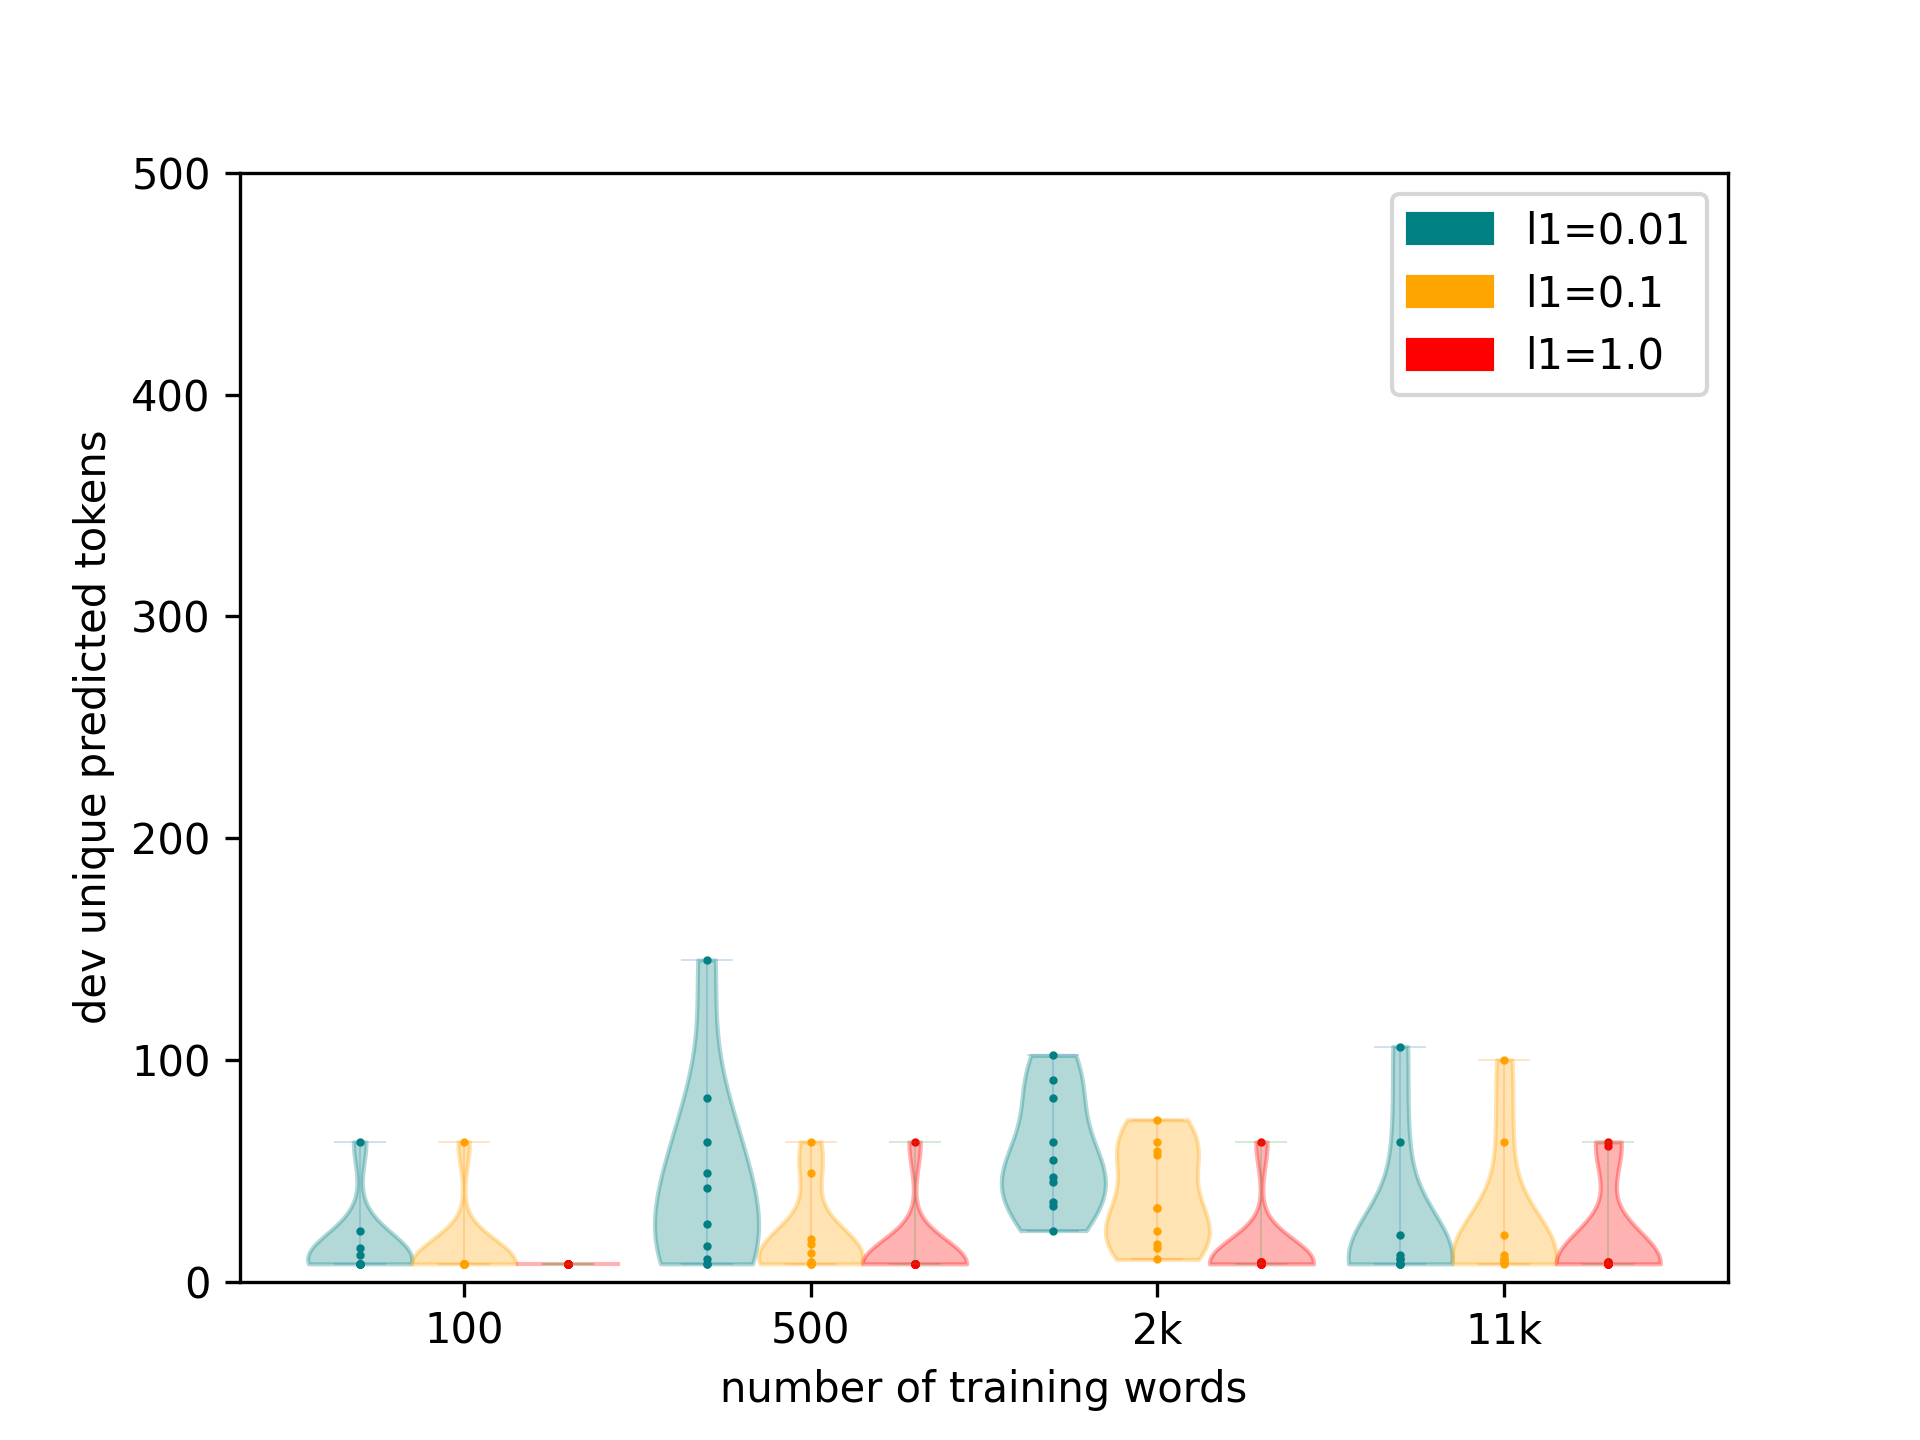 500
400
300
200
100
0
dev unique predicted tokens
l1=0.01
l1=0.1
l1=1.0
100 500 2k 11k
number of training words